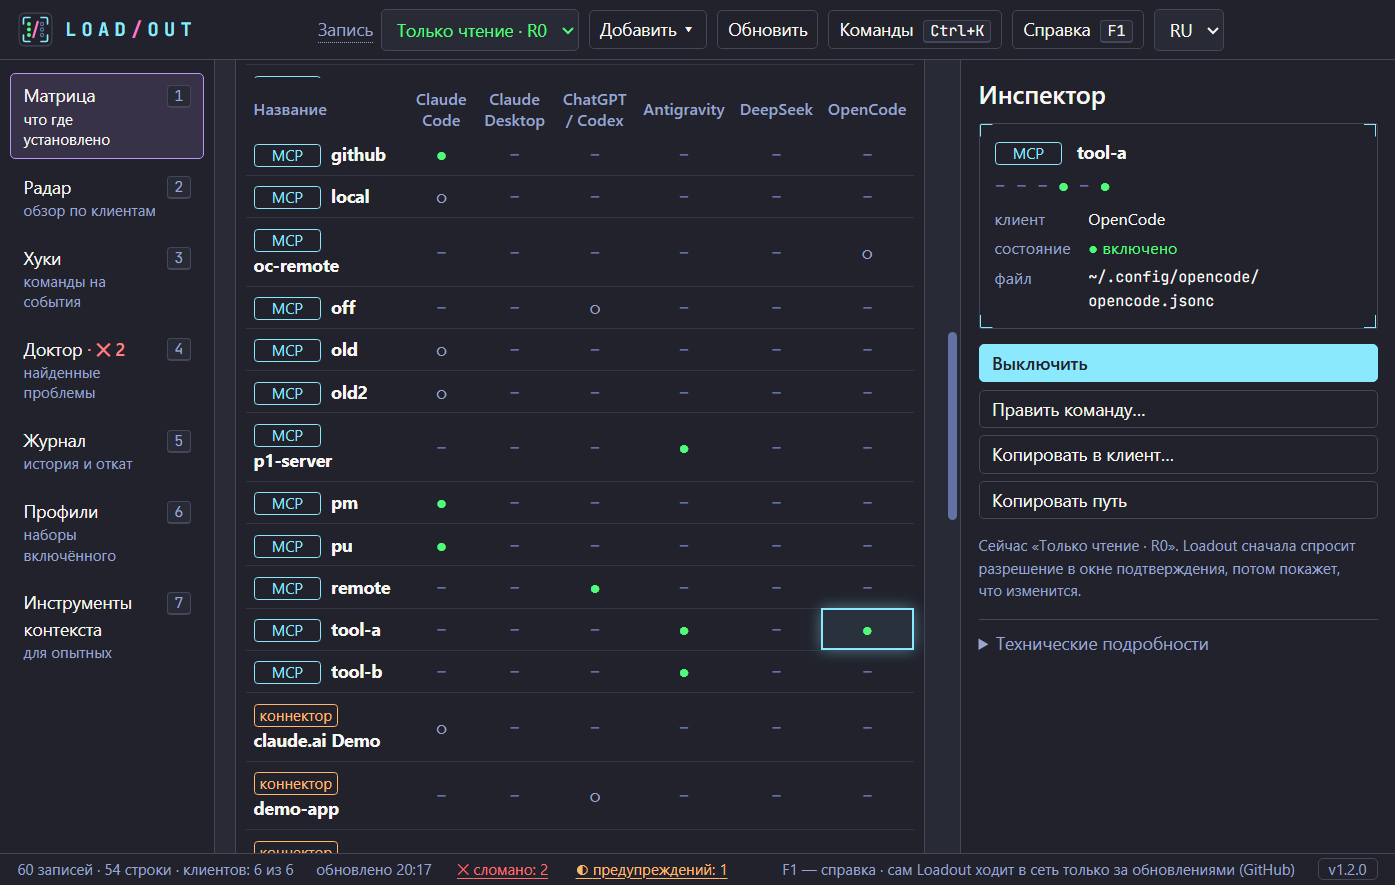 LOAD/OUT
Запись
Только чтение · R0
Добавить ▾
Обновить
Команды Ctrl+K
Справка F1
RU
Матрица 1
что где
установлено
Радар 2
обзор по клиентам
Хуки 3
команды на
события
Доктор · ✕ 2 4
найденные
проблемы
Журнал 5
история и откат
Профили 6
наборы
включённого
Инструменты 7
контекста
для опытных
Название
Claude
Code
Claude
Desktop
ChatGPT
/ Codex
Antigravity
DeepSeek
OpenCode
MCP github ● – – – – –
MCP local ○ – – – – –
MCP
oc-remote – – – – – ○
MCP off – – ○ – – –
MCP old ○ – – – – –
MCP old2 ○ – – – – –
MCP
p1-server – – – ● – –
MCP pm ● – – – – –
MCP pu ● – – – – –
MCP remote – – ● – – –
MCP tool-a – – – ● – ●
MCP tool-b – – – ● – –
коннектор
claude.ai Demo ○ – – – – –
коннектор
demo-app – – ○ – – –
коннектор
Инспектор
MCP tool-a
– – – ● – ●
клиент OpenCode
состояние ● включено
файл ~/.config/opencode/
opencode.jsonc
Выключить
Править команду…
Копировать в клиент…
Копировать путь
Сейчас «Только чтение · R0». Loadout сначала спросит
разрешение в окне подтверждения, потом покажет,
что изменится.
▶ Технические подробности
60 записей · 54 строки · клиентов: 6 из 6
обновлено 20:17
✕ сломано: 2
◐ предупреждений: 1
F1 — справка · сам Loadout ходит в сеть только за обновлениями (GitHub)
v1.2.0